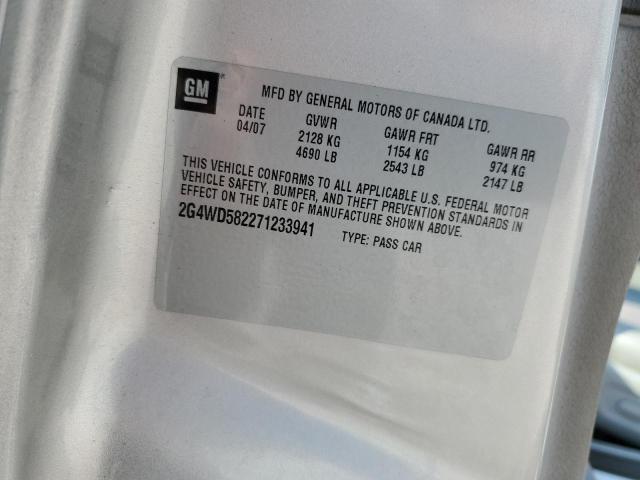 GM
MFD BY GENERAL MOTORS OF CANADA LTD.
DATE GVWR GAWR FRT GAWR RR
04/07 2128 KG 1154 KG 974 KG
4690 LB 2543 LB 2147 LB
THIS VEHICLE CONFORMS TO ALL APPLICABLE U.S. FEDERAL MOTOR
VEHICLE SAFETY, BUMPER, AND THEFT PREVENTION STANDARDS IN
EFFECT ON THE DATE OF MANUFACTURE SHOWN ABOVE.
2G4WD582271233941 TYPE: PASS CAR